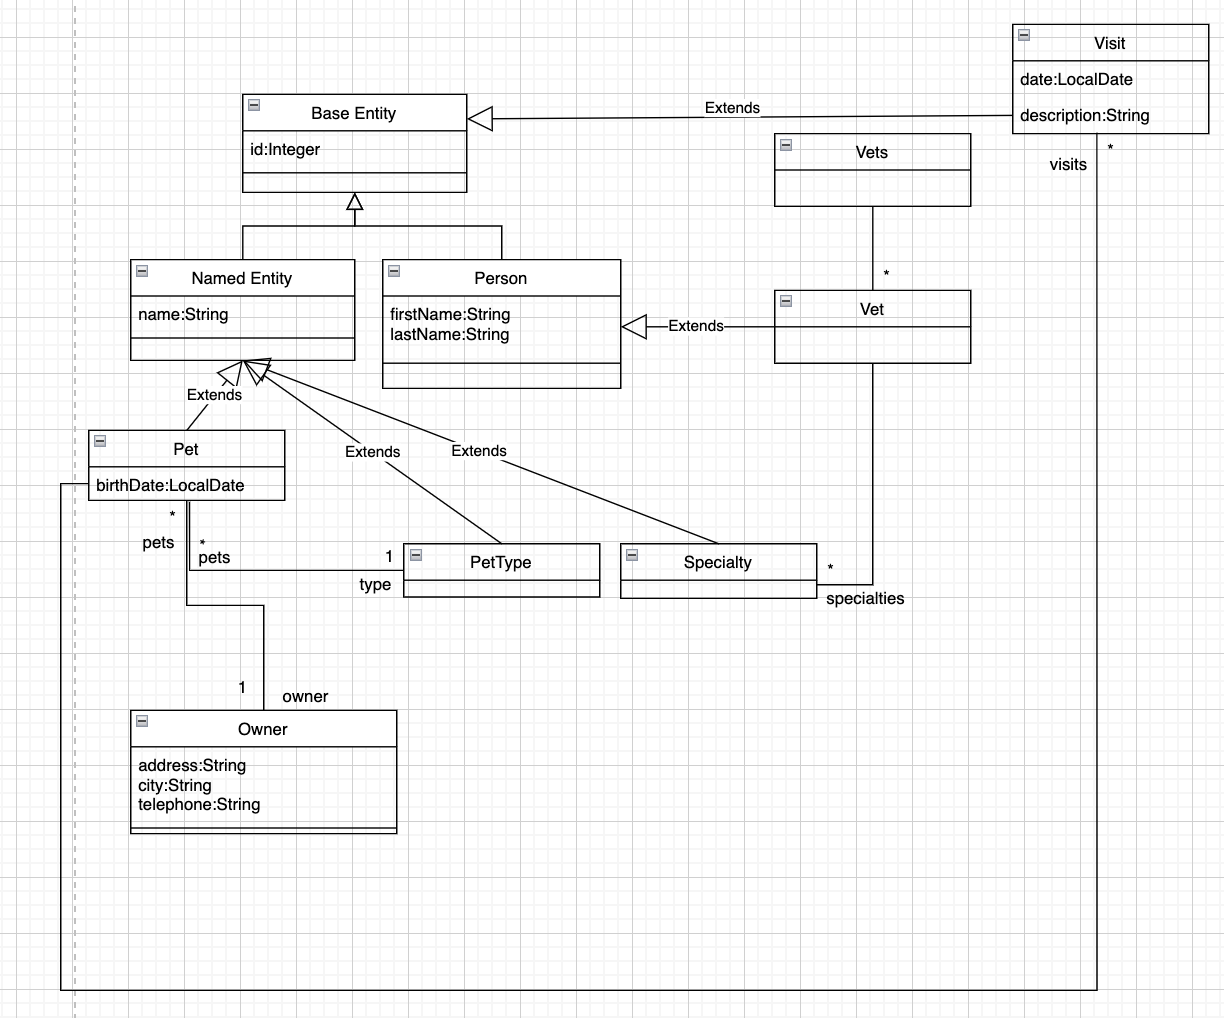 Visit
date:LocalDate
description:String
*
visits
Extends
Base Entity
id:Integer
Vets
*
Named Entity
name:String
Person
firstName:String
lastName:String
Extends
Vet
Extends
Extends
Extends
Pet
birthDate:LocalDate
*
pets
*
pets
1
type
PetType
Specialty
*
specialties
1
owner
Owner
address:String
city:String
telephone:String